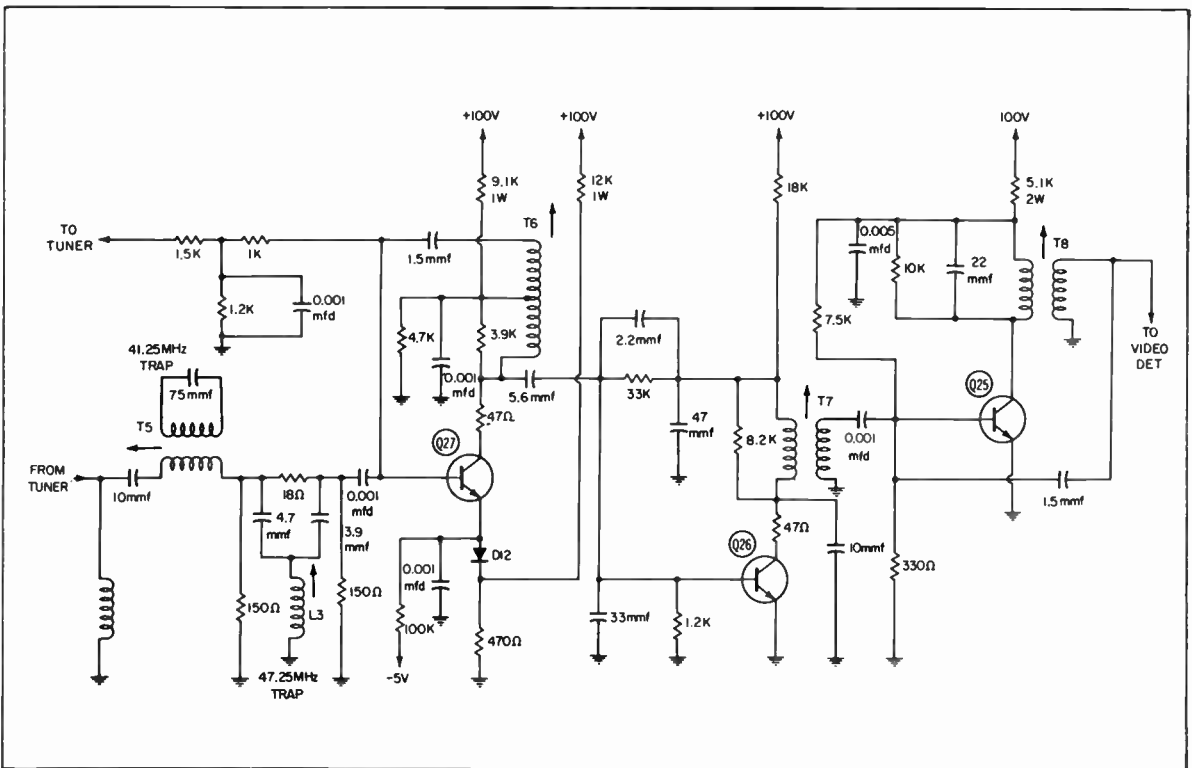 +100V
+100V
+100V
100V
9.1K
1W
12K
1W
18K
5.1K
2W
T6
T8
TO
TUNER
1.5K
1K
1.5mmf
0.005
mfd
10K
22
mmf
1.2K
0.001
mfd
4.7K
0.001
mfd
3.9K
2.2mmf
7.5K
TO
VIDEO
DET
41.25MHz
TRAP
75mmf
5.6mmf
33K
47Ω
47
mmf
8.2K
T7
0.001
mfd
Q25
T5
Q27
FROM
TUNER
10mmf
18Ω
0.001
mfd
4.7
mmf
3.9
mmf
1.5mmf
47Ω
Q26
10mmf
D12
0.001
mfd
150Ω
L3
150Ω
100K
470Ω
33mmf
1.2K
330Ω
47.25MHz
TRAP
-5V